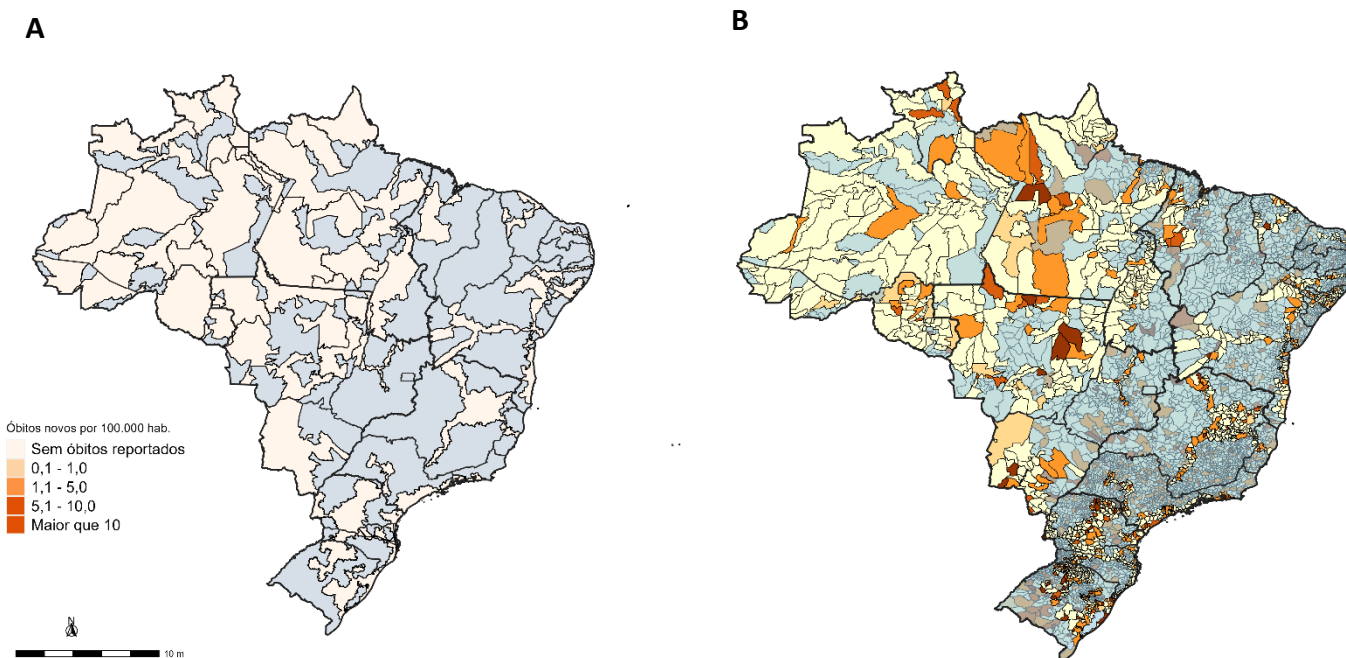 A
B
Óbitos novos por 100.000 hab.
Sem óbitos reportados
0,1 - 1,0
1,1 - 5,0
5,1 - 10,0
Maior que 10
N
10 m